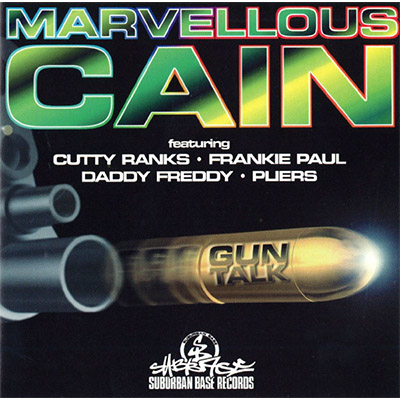 MARVELLOUS
CAIN
featuring
CUTTY RANKS · FRANKIE PAUL
DADDY FREDDY · PLIERS
GUN
TALK
SUBURBAN BASE RECORDS